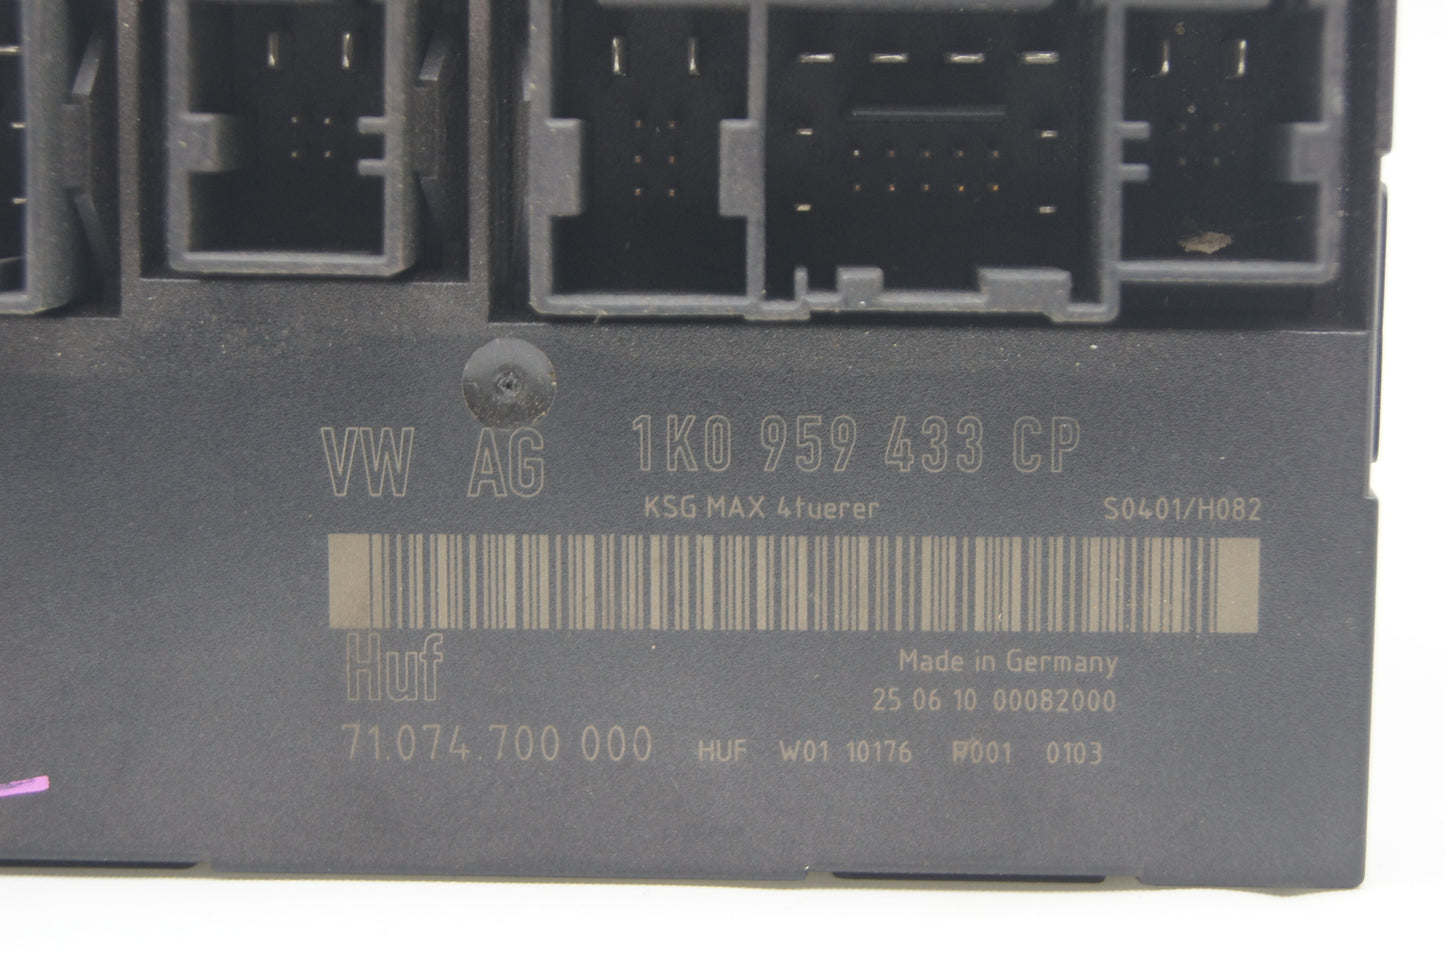 VW AG 1K0 959 433 CP
KSG MAX 4tuerer S0401/H082
Huf
Made in Germany
25 06 10 00082000
71.074.700 000 HUF W01 10176 R001 0103